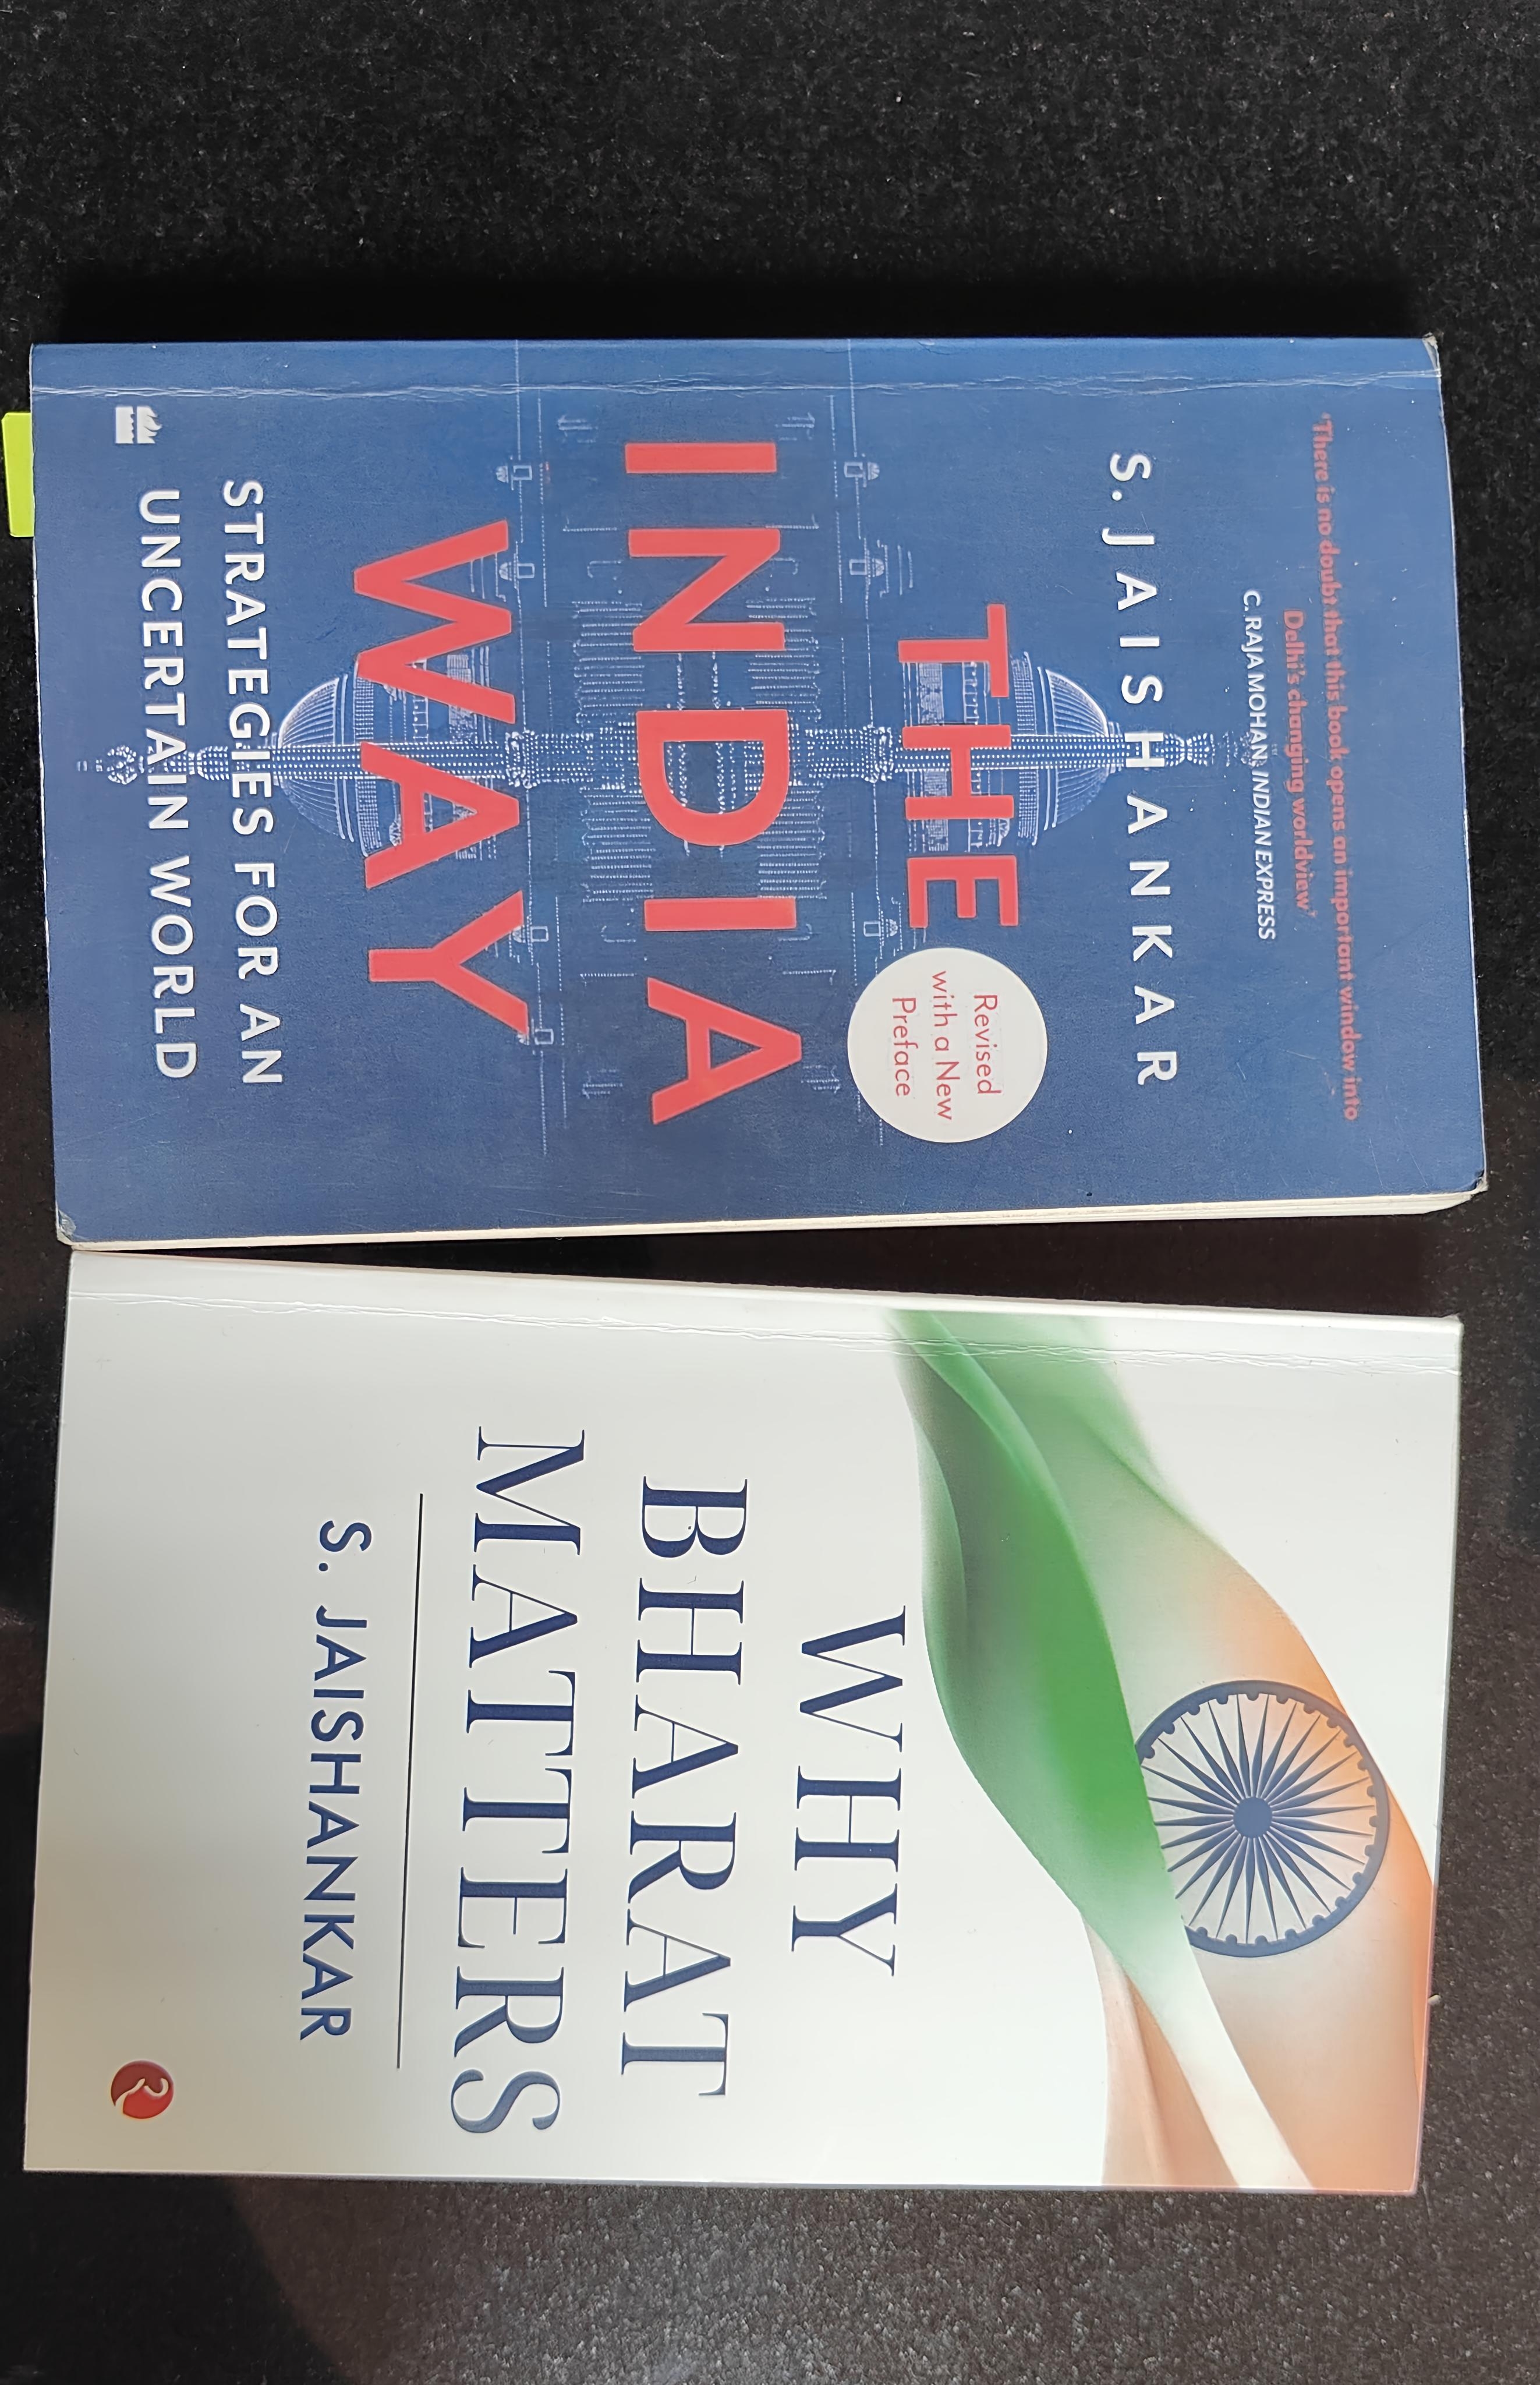 'There is no doubt that this book opens an important window into
Delhi's changing worldview'
C. RAJA MOHAN, INDIAN EXPRESS
S. JAISHANKAR
Revised
with a New
Preface
THE
INDIA
WAY
STRATEGIES FOR AN
UNCERTAIN WORLD
WHY
BHARAT
MATTERS
S. JAISHANKAR